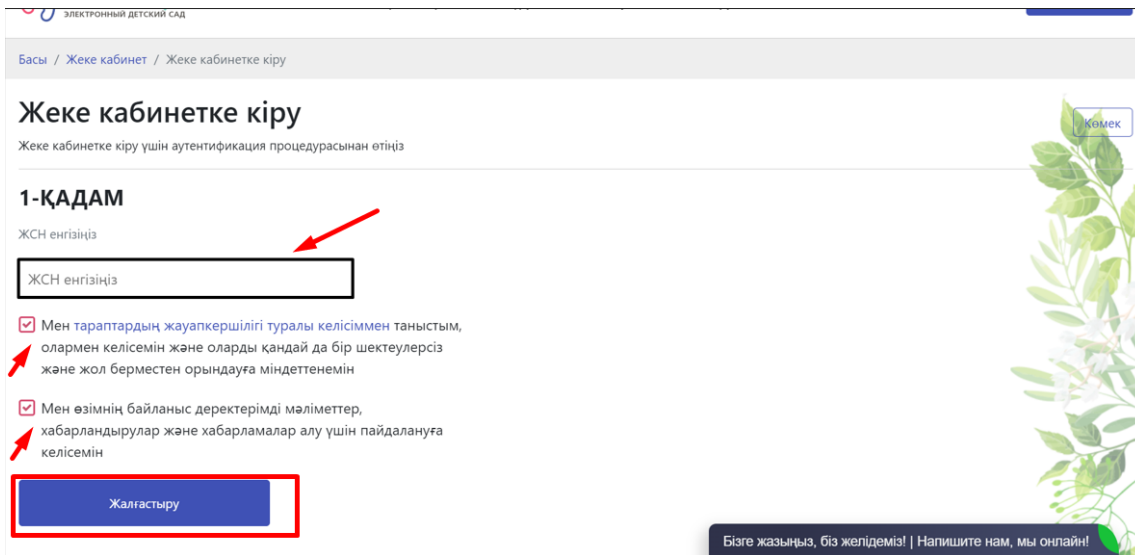 ЭЛЕКТРОННЫЙ ДЕТСКИЙ САД
Басы / Жеке кабинет / Жеке кабинетке кіру
Жеке кабинетке кіру
Көмек
Жеке кабинетке кіру үшін аутентификация процедурасынан өтіңіз
1-ҚАДАМ
ЖСН енгізіңіз
ЖСН енгізіңіз
Мен тараптардың жауапкершілігі туралы келісіммен таныстым,
олармен келісемін және оларды қандай да бір шектеулерсіз
және жол берместен орындауға міндеттенемін
Мен өзімнің байланыс деректерімді мәліметтер,
хабарландырулар және хабарламалар алу үшін пайдалануға
келісемін
Жалғастыру
Бізге жазыңыз, біз желідеміз! | Напишите нам, мы онлайн!